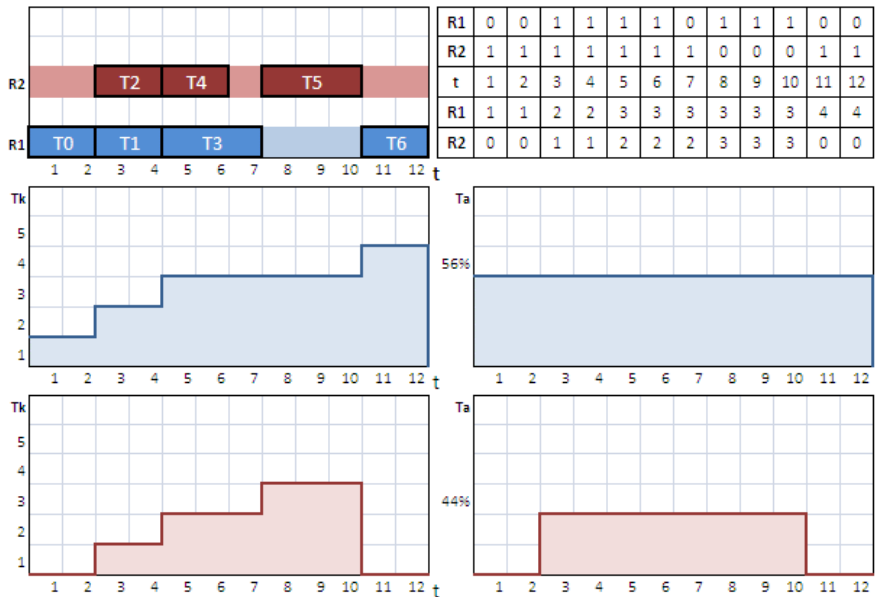 R1 0 0 1 1 1 1 0 1 1 1 0 0
R2 1 1 1 1 1 1 1 0 0 0 1 1
t 1 2 3 4 5 6 7 8 9 10 11 12
R1 1 1 2 2 3 3 3 3 3 3 4 4
R2 0 0 1 1 2 2 2 3 3 3 0 0
R2 T2 T4 T5
R1 T0 T1 T3 T6
1 2 3 4 5 6 7 8 9 10 11 12 t
Tk
5
4
3
2
1
1 2 3 4 5 6 7 8 9 10 11 12 t
Ta
56%
1 2 3 4 5 6 7 8 9 10 11 12
Tk
5
4
3
2
1
1 2 3 4 5 6 7 8 9 10 11 12 t
Ta
44%
1 2 3 4 5 6 7 8 9 10 11 12